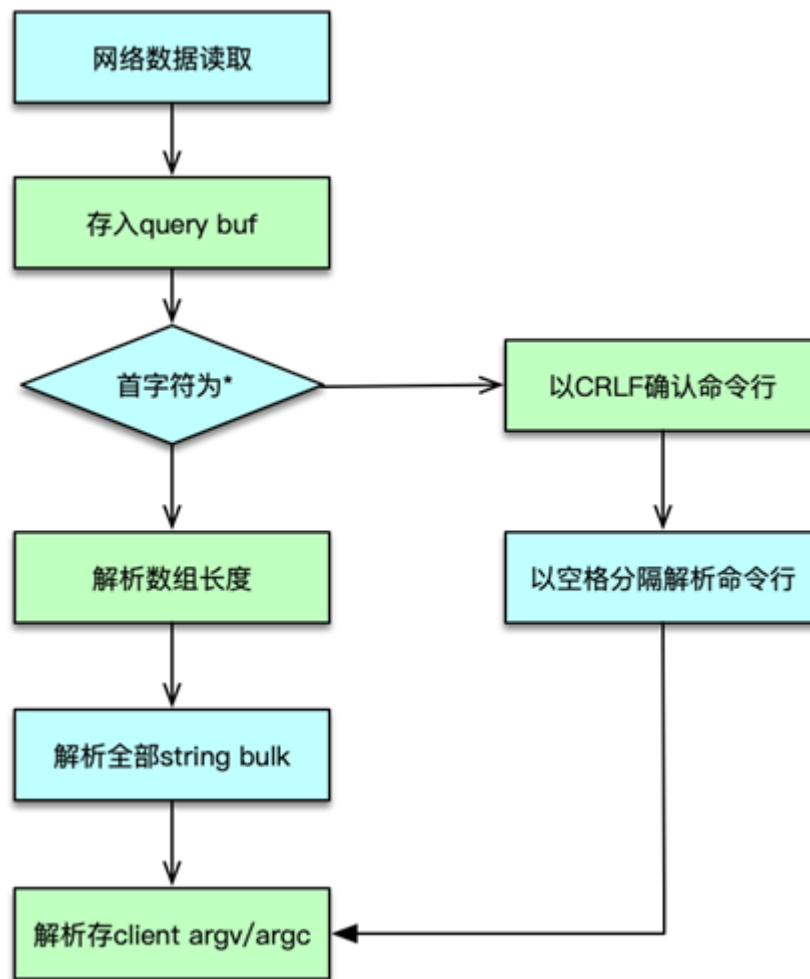 网络数据读取
存入query buf
首字符为*
以CRLF确认命令行
解析数组长度
以空格分隔解析命令行
解析全部string bulk
解析存client argv/argc